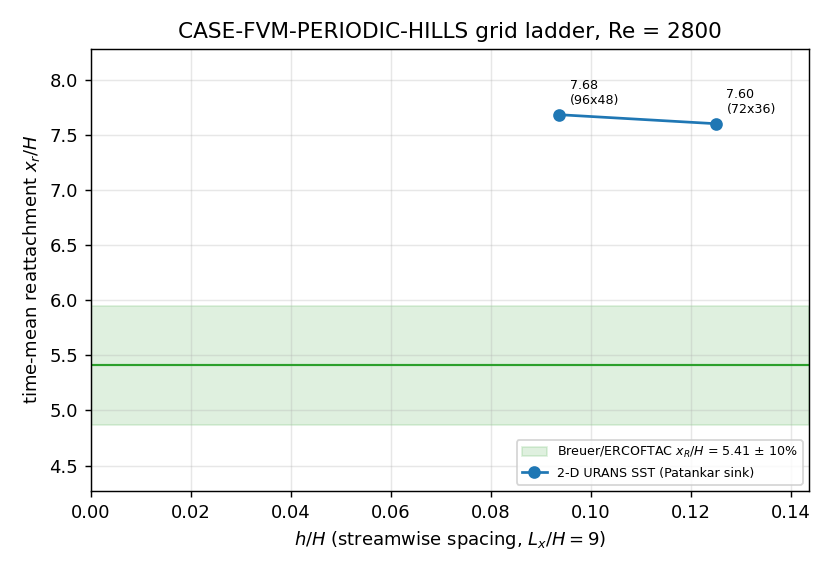 CASE-FVM-PERIODIC-HILLS grid ladder, Re = 2800
time-mean reattachment x_r/H
8.0
7.5
7.0
6.5
6.0
5.5
5.0
4.5
7.68
(96x48)
7.60
(72x36)
Breuer/ERCOFTAC x_R/H = 5.41 ± 10%
2-D URANS SST (Patankar sink)
0.00 0.02 0.04 0.06 0.08 0.10 0.12 0.14
h/H (streamwise spacing, L_x/H = 9)